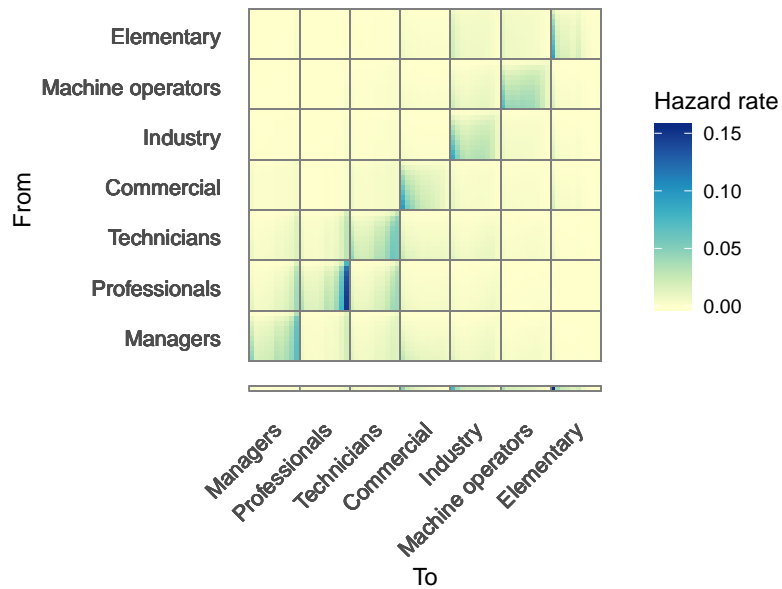 Elementary
Machine operators
Industry
Commercial
Technicians
Professionals
Managers
From
Hazard rate
0.15
0.10
0.05
0.00
Managers
Professionals
Technicians
Commercial
Industry
Machine operators
Elementary
To